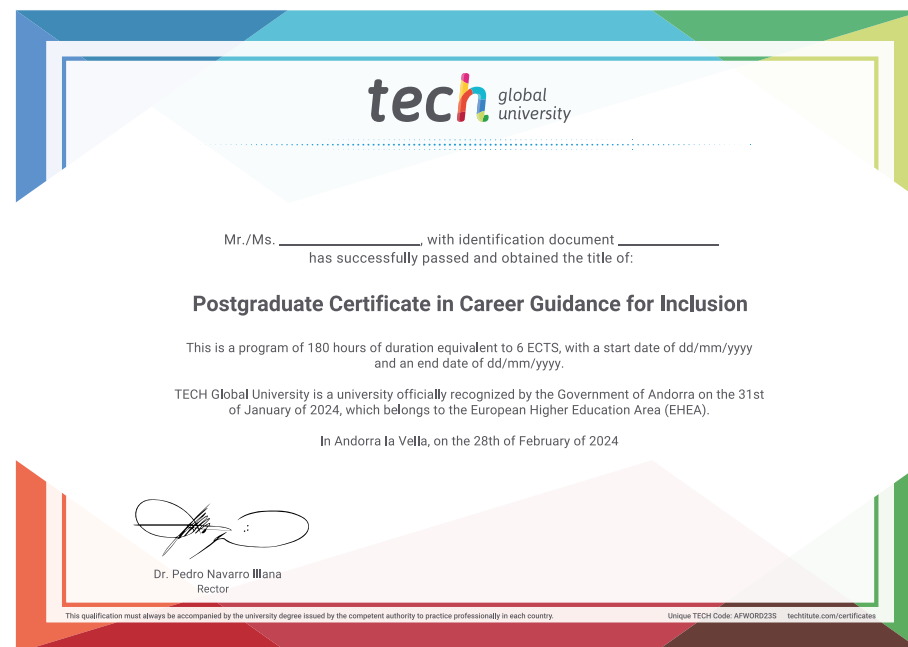 tech global
university
Mr./Ms. ____________________, with identification document ______________
has successfully passed and obtained the title of:
Postgraduate Certificate in Career Guidance for Inclusion
This is a program of 180 hours of duration equivalent to 6 ECTS, with a start date of dd/mm/yyyy
and an end date of dd/mm/yyyy.
TECH Global University is a university officially recognized by the Government of Andorra on the 31st
of January of 2024, which belongs to the European Higher Education Area (EHEA).
In Andorra la Vella, on the 28th of February of 2024
Dr. Pedro Navarro Illana
Rector
This qualification must always be accompanied by the university degree issued by the competent authority to practice professionally in each country.
Unique TECH Code: AFWORD23S techtitute.com/certificates